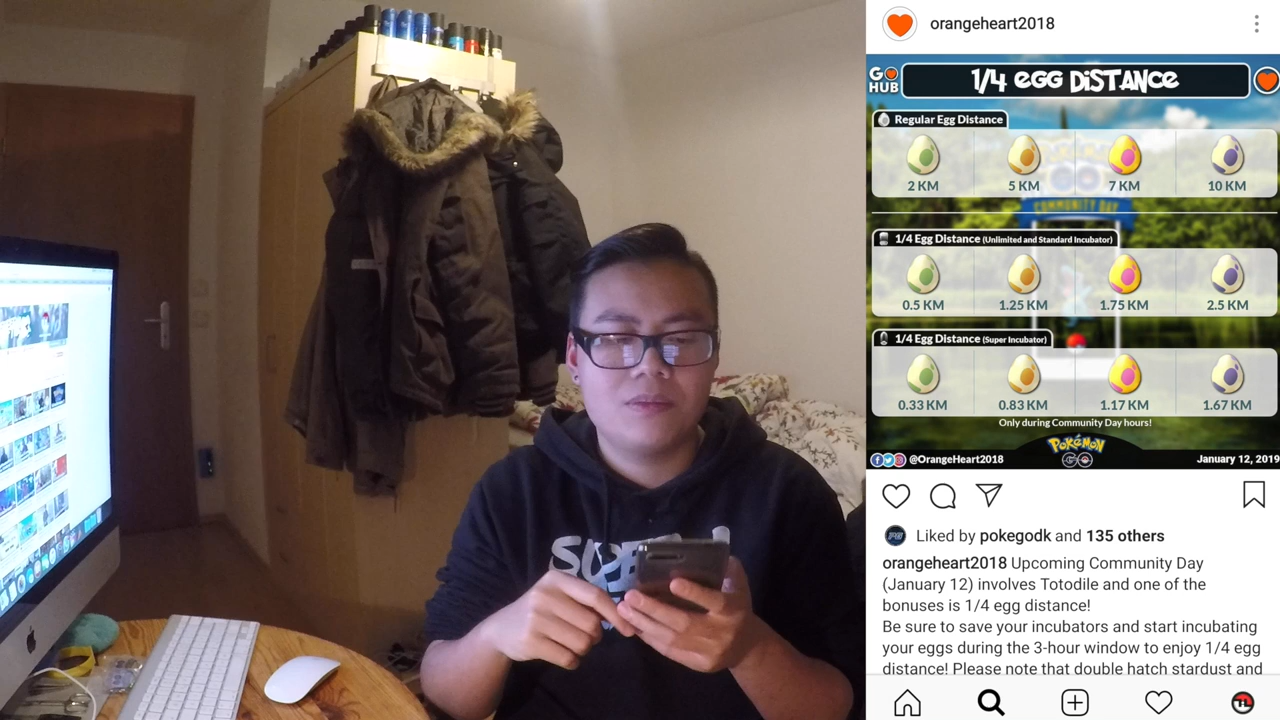 orangeheart2018
GO HUB
1/4 EGG DISTANCE
Regular Egg Distance
2 KM
5 KM
7 KM
10 KM
COMMUNITY DAY
1/4 Egg Distance (Unlimited and Standard Incubator)
0.5 KM
1.25 KM
1.75 KM
2.5 KM
1/4 Egg Distance (Super Incubator)
0.33 KM
0.83 KM
1.17 KM
1.67 KM
Only during Community Day hours!
POKÉMON
GO
@OrangeHeart2018
January 12, 2019
Liked by pokegodk and 135 others
orangeheart2018 Upcoming Community Day
(January 12) involves Totodile and one of the
bonuses is 1/4 egg distance!
Be sure to save your incubators and start incubating
your eggs during the 3-hour window to enjoy 1/4 egg
distance! Please note that double hatch stardust and